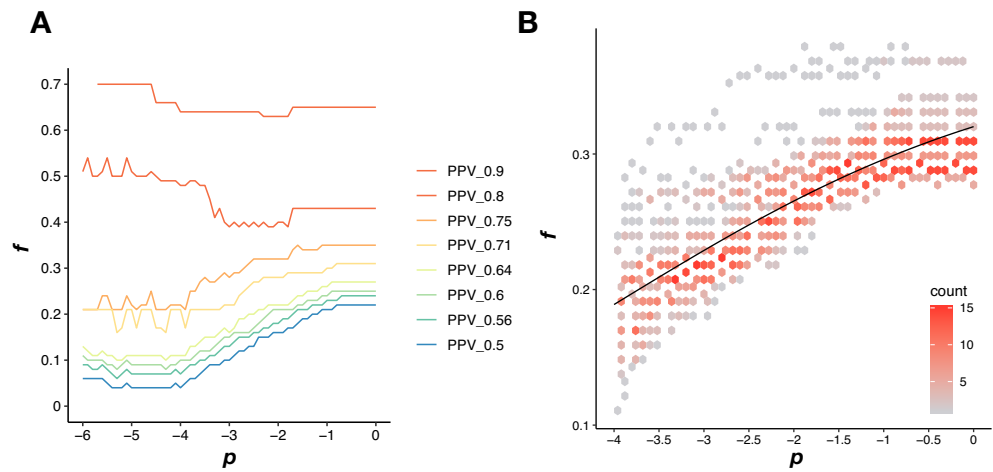 A
B
f
0.7
0.6
0.5
0.4
0.3
0.2
0.1
0
-6 -5 -4 -3 -2 -1 0
p
PPV_0.9
PPV_0.8
PPV_0.75
PPV_0.71
PPV_0.64
PPV_0.6
PPV_0.56
PPV_0.5
f
0.3
0.2
0.1
-4 -3.5 -3 -2.5 -2 -1.5 -1 -0.5 0
p
count
15
10
5